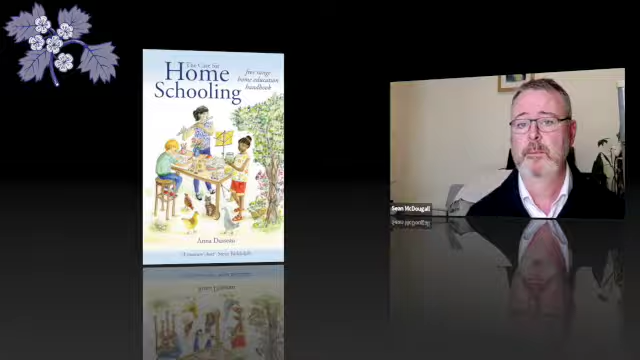 The Case for
Home
Schooling
free range
home education
handbook
Anna Dusseau
Sean McDougall